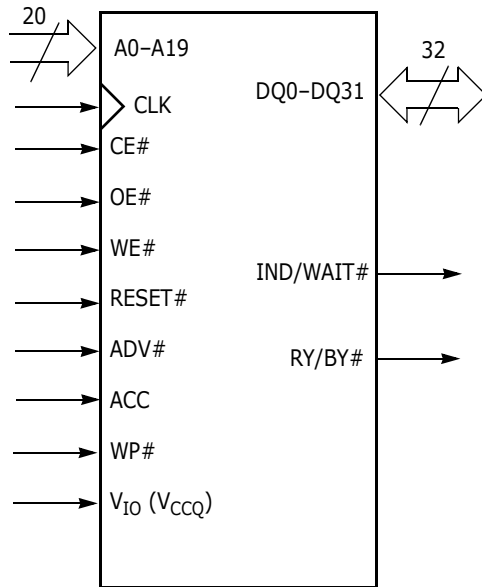 20
A0–A19
32
CLK
DQ0–DQ31
CE#
OE#
WE#
IND/WAIT#
RESET#
ADV#
RY/BY#
ACC
WP#
VIO (VCCQ)